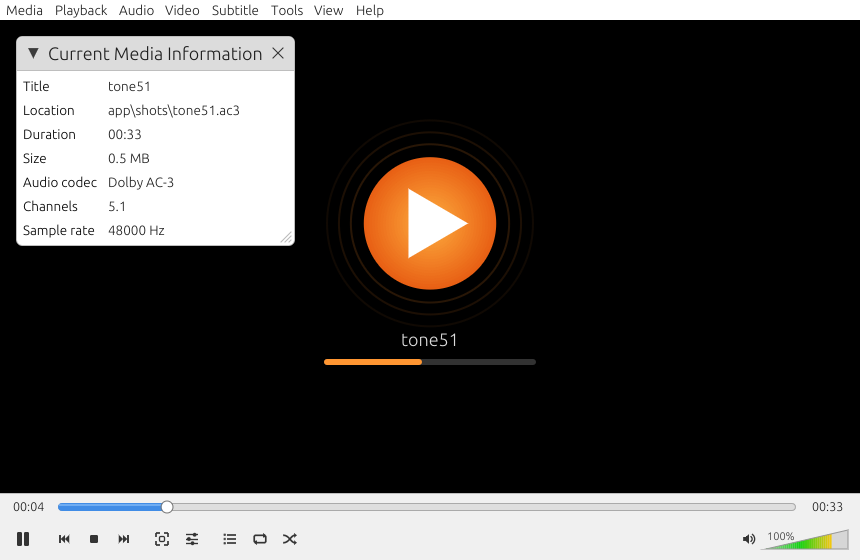 Media Playback Audio Video Subtitle Tools View Help
Current Media Information
Title tone51
Location app\shots\tone51.ac3
Duration 00:33
Size 0.5 MB
Audio codec Dolby AC-3
Channels 5.1
Sample rate 48000 Hz
tone51
00:04 00:33
100%